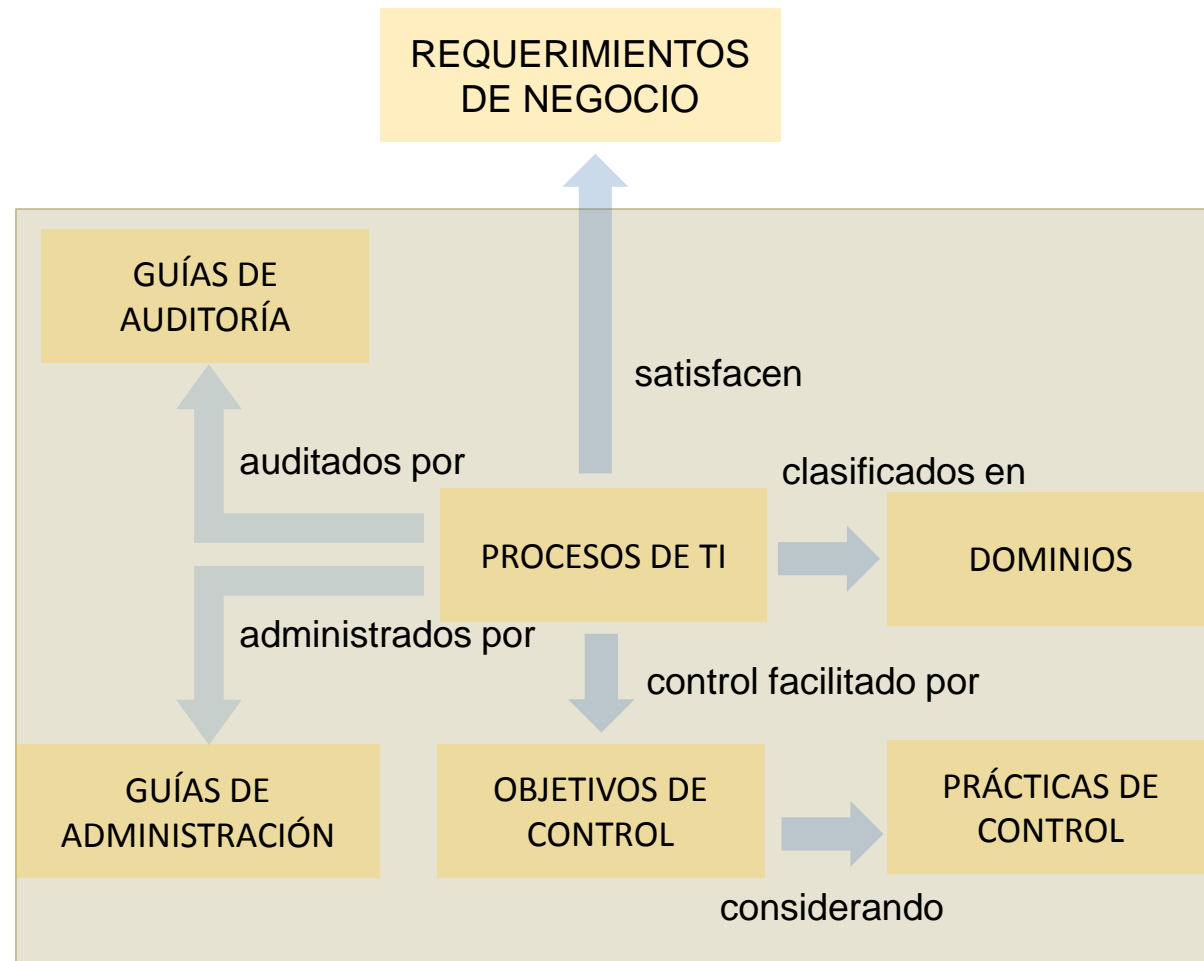 REQUERIMIENTOS
DE NEGOCIO
GUÍAS DE
AUDITORÍA
satisfacen
auditados por
clasificados en
PROCESOS DE TI
DOMINIOS
administrados por
control facilitado por
GUÍAS DE
ADMINISTRACIÓN
OBJETIVOS DE
CONTROL
PRÁCTICAS DE
CONTROL
considerando